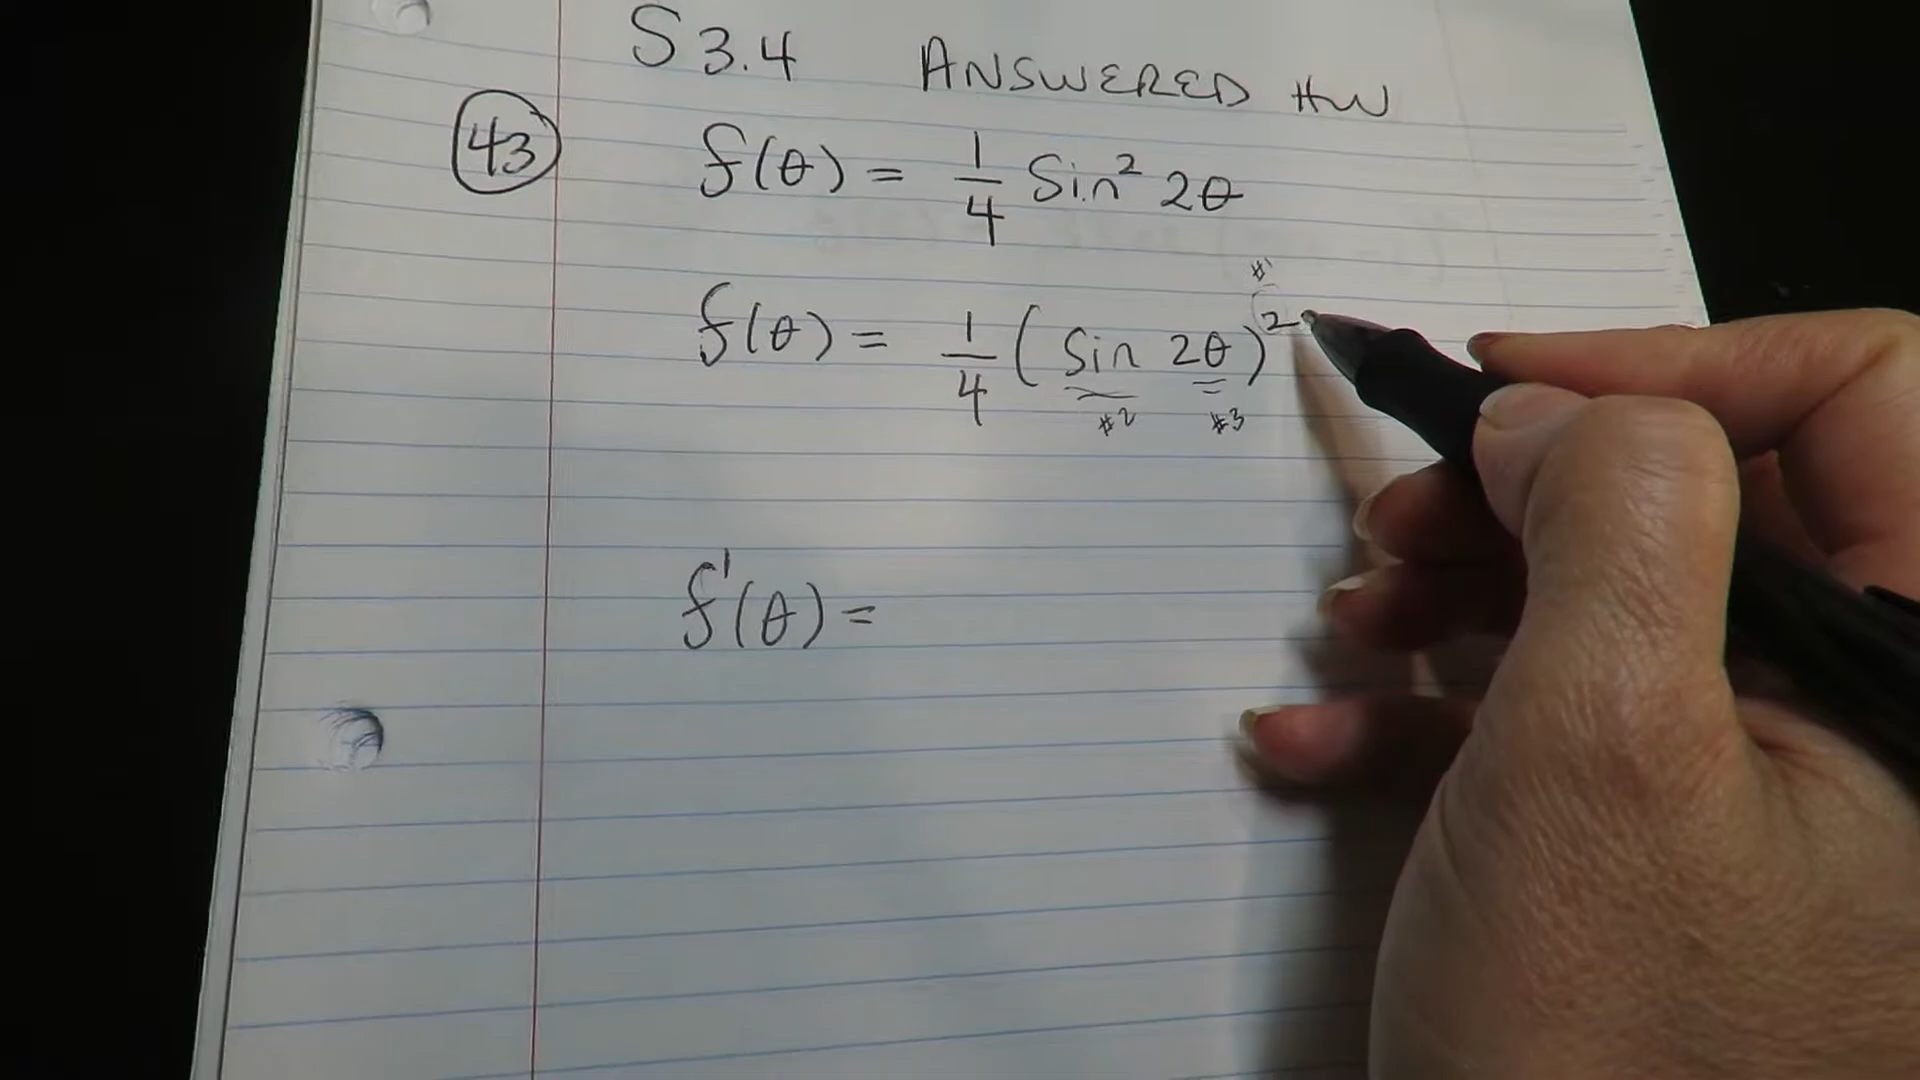 S 3.4 ANSWERED HW
43 f(θ) = 1/4 Sin² 2θ
#1
f(θ) = 1/4 (Sin 2θ)²
#2 #3
f'(θ) =